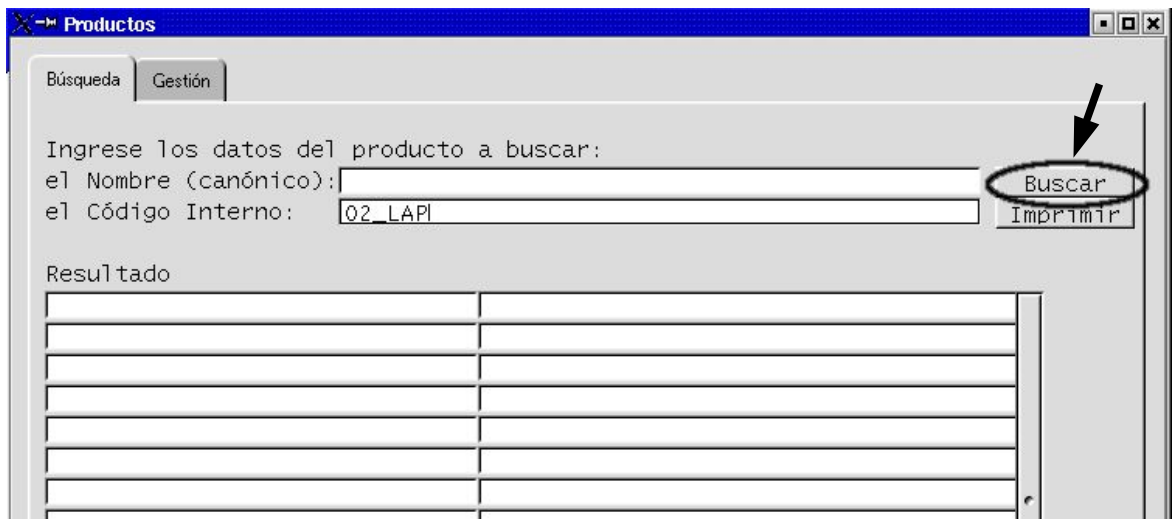 Productos
Búsqueda Gestión
Ingrese los datos del producto a buscar:
el Nombre (canónico): Buscar
el Código Interno: 02_LAP Imprimir
Resultado